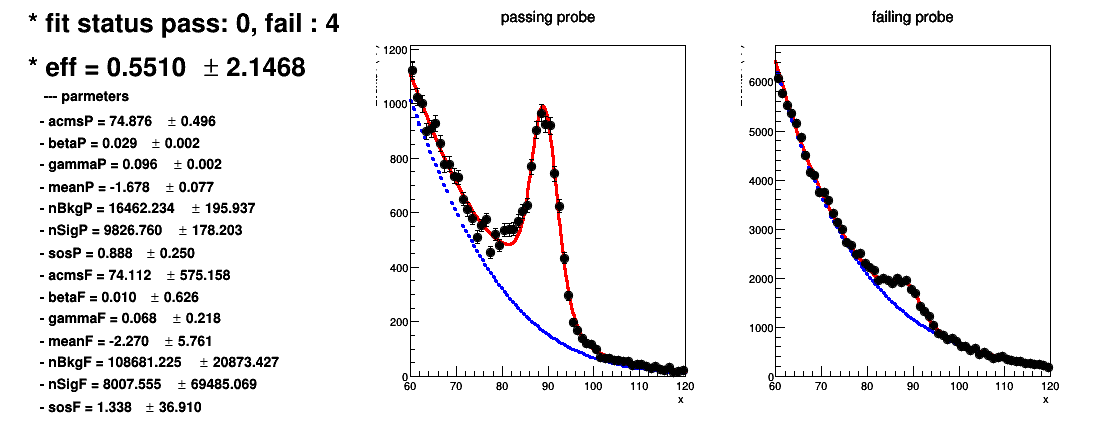 * fit status pass: 0, fail : 4
* eff = 0.5510 ± 2.1468
--- parmeters
- acmsP = 74.876 ± 0.496
- betaP = 0.029 ± 0.002
- gammaP = 0.096 ± 0.002
- meanP = -1.678 ± 0.077
- nBkgP = 16462.234 ± 195.937
- nSigP = 9826.760 ± 178.203
- sosP = 0.888 ± 0.250
- acmsF = 74.112 ± 575.158
- betaF = 0.010 ± 0.626
- gammaF = 0.068 ± 0.218
- meanF = -2.270 ± 5.761
- nBkgF = 108681.225 ± 20873.427
- nSigF = 8007.555 ± 69485.069
- sosF = 1.338 ± 36.910
passing probe
1200
1000
800
600
400
200
0
60 70 80 90 100 110 120
x
failing probe
6000
5000
4000
3000
2000
1000
0
60 70 80 90 100 110 120
x